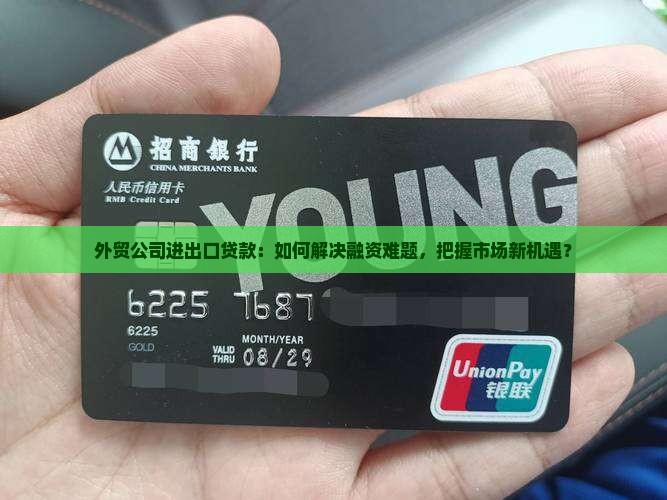 招商银行
CHINA MERCHANTS BANK
人民币信用卡
RMB Credit Card
YOUNG
外贸公司进出口贷款：如何解决融资难题，把握市场新机遇？
6225 7687
6225
GOLD
MONTH/YEAR
VALID THRU 08/29
UnionPay
银联